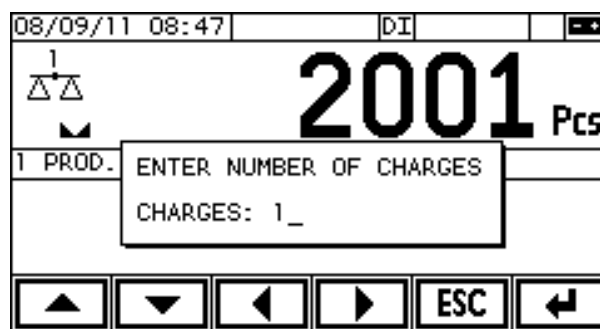 08/09/11 08:47 DI
1
2001 Pcs
1 PROD.
ENTER NUMBER OF CHARGES
CHARGES: 1_
ESC